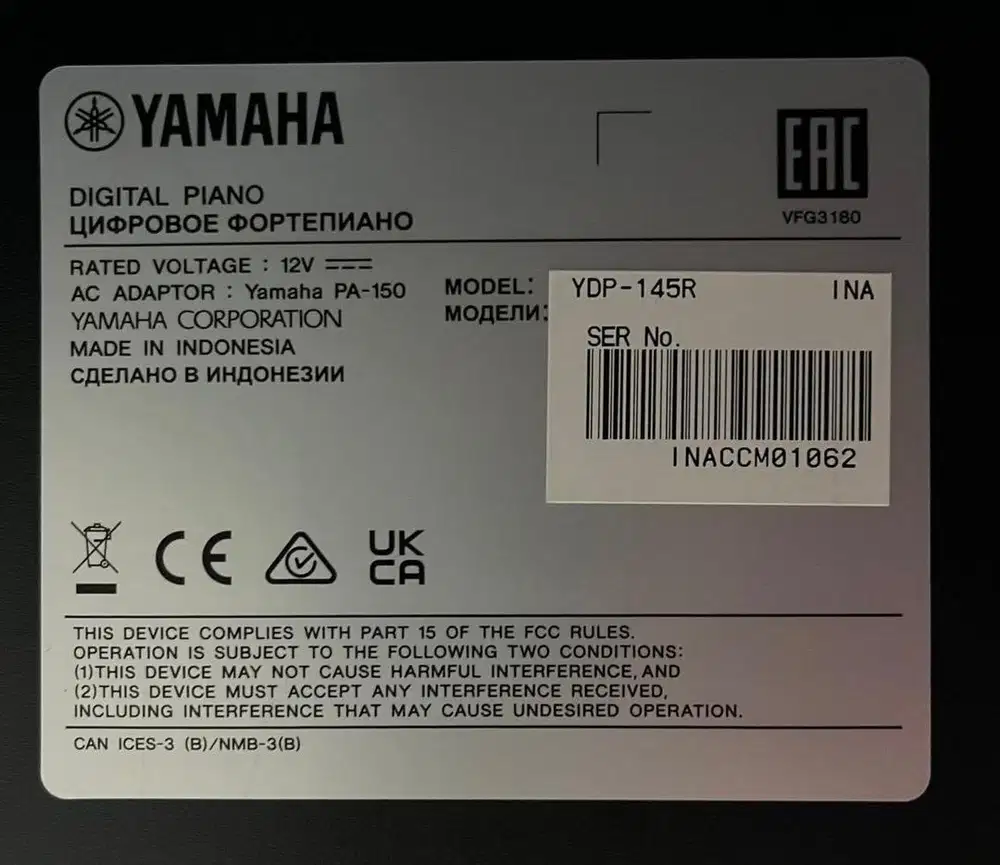 YAMAHA
EAC
VFG3180
DIGITAL PIANO
ЦИФРОВОЕ ФОРТЕПИАНО
RATED VOLTAGE : 12V
AC ADAPTOR : Yamaha PA-150
YAMAHA CORPORATION
MADE IN INDONESIA
СДЕЛАНО В ИНДОНЕЗИИ
MODEL: YDP-145R INA
МОДЕЛИ:
SER No.
INACCM01062
CE
UK
CA
THIS DEVICE COMPLIES WITH PART 15 OF THE FCC RULES.
OPERATION IS SUBJECT TO THE FOLLOWING TWO CONDITIONS:
(1)THIS DEVICE MAY NOT CAUSE HARMFUL INTERFERENCE,AND
(2)THIS DEVICE MUST ACCEPT ANY INTERFERENCE RECEIVED,
INCLUDING INTERFERENCE THAT MAY CAUSE UNDESIRED OPERATION.
CAN ICES-3 (B)/NMB-3(B)